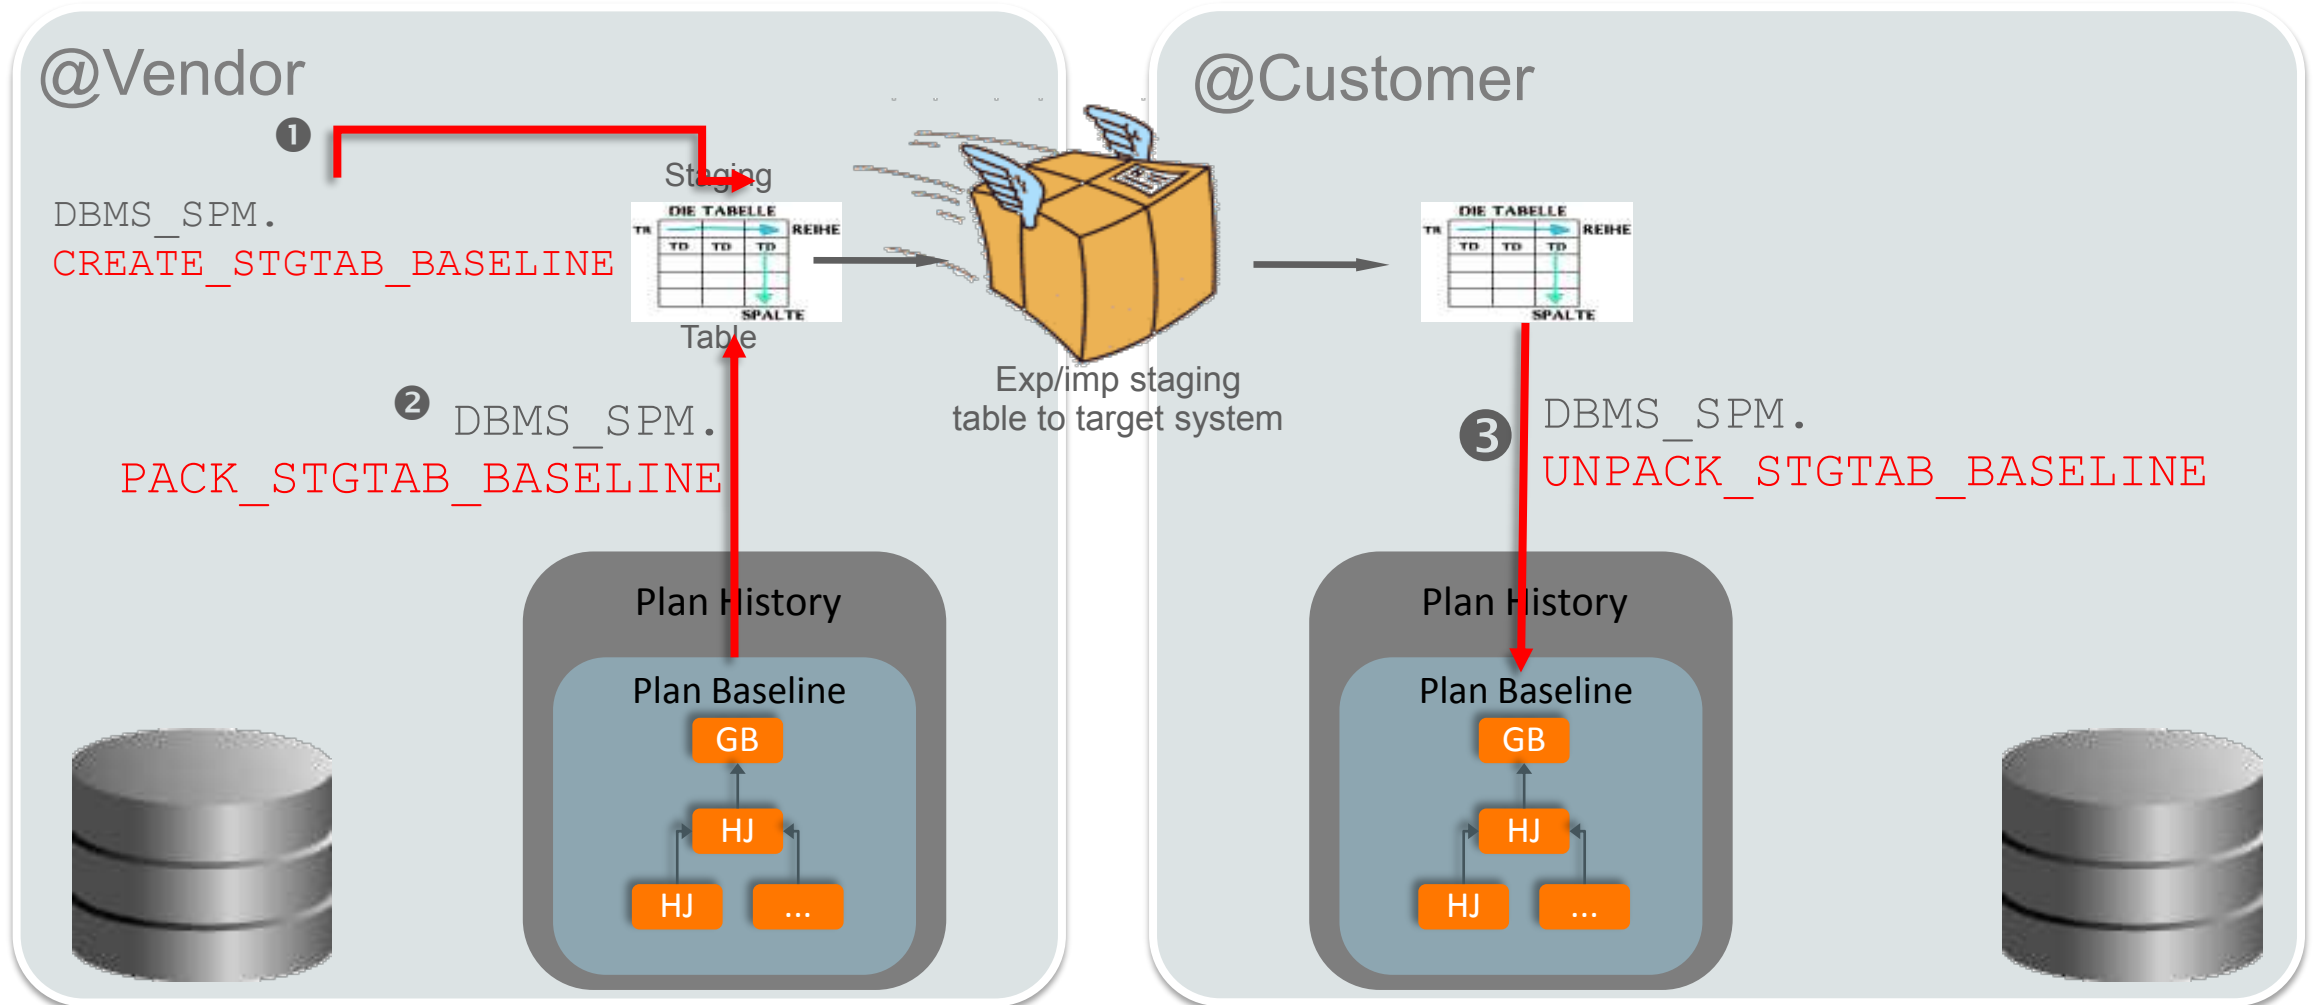 @Vendor
❶
DBMS_SPM.
CREATE_STGTAB_BASELINE
Staging
DIE TABELLE
TR
REIHE
TD TD TD
SPALTE
Table
❷
DBMS_SPM.
PACK_STGTAB_BASELINE
Plan History
Plan Baseline
GB
HJ
HJ
...
Exp/imp staging
table to target system
@Customer
DIE TABELLE
TR
REIHE
TD TD TD
SPALTE
❸
DBMS_SPM.
UNPACK_STGTAB_BASELINE
Plan History
Plan Baseline
GB
HJ
HJ
...